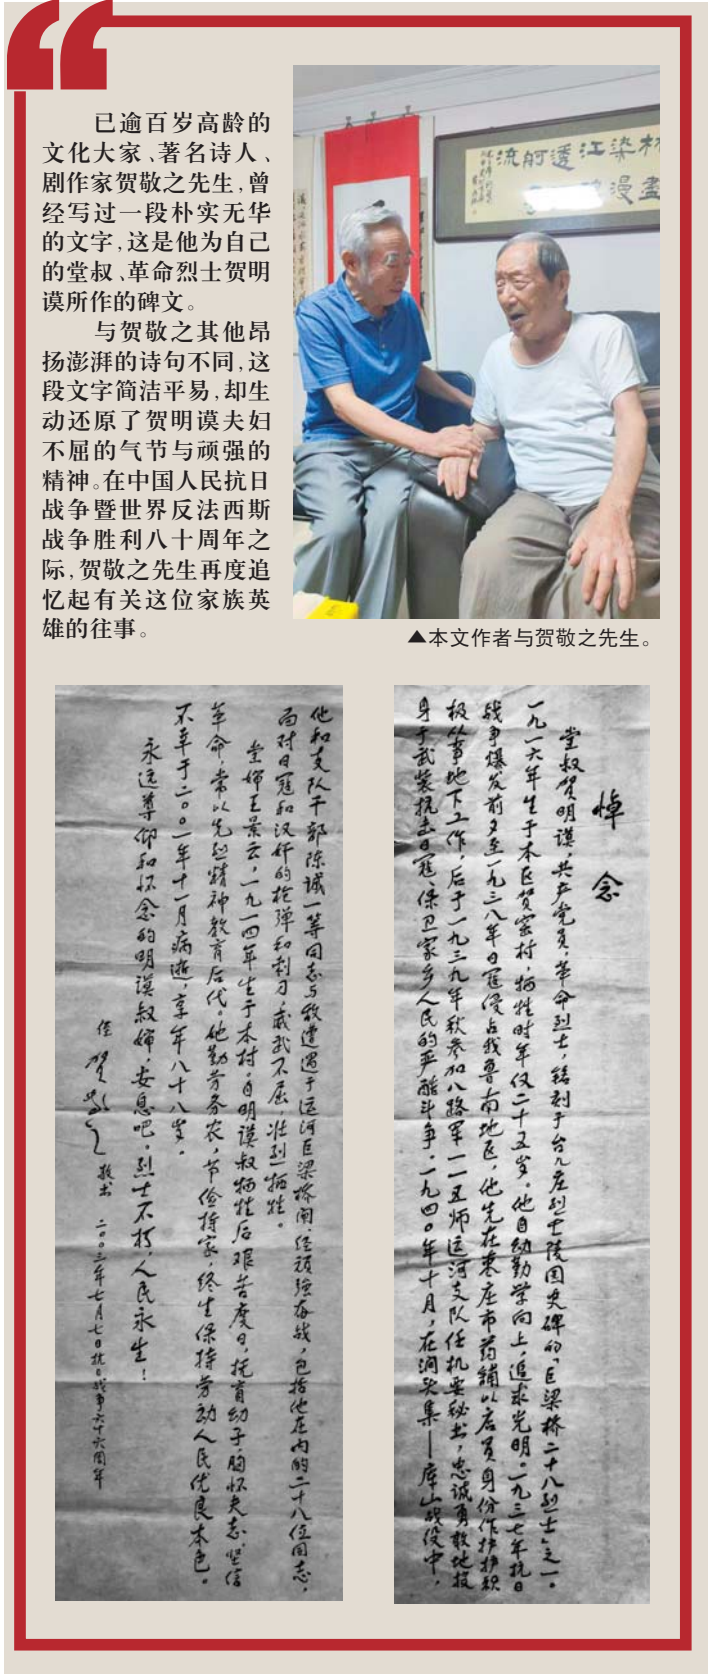 已逾百岁高龄的
文化大家、著名诗人、
剧作家贺敬之先生,曾
经写过一段朴实无华
的文字,这是他为自己
的堂叔、革命烈士贺明
谟所作的碑文。
与贺敬之其他昂
扬澎湃的诗句不同,这
段文字简洁平易,却生
动还原了贺明谟夫妇
不屈的气节与顽强的
精神。在中国人民抗日
战争暨世界反法西斯
战争胜利八十周年之
际,贺敬之先生再度追
忆起有关这位家族英
雄的往事。
▲本文作者与贺敬之先生。
悼念
堂叔贺明谟,共产党员,革命烈士,铭刻于台儿庄烈士陵园史碑的「巨梁桥二十八烈士」之一。
一九一六年生于本区贺窑村,牺牲时年仅二十五岁。他自幼勤学向上,追求光明。一九三七年抗日
战争爆发前夕至一九三八年日寇侵占我鲁南地区,他先在枣庄市药铺以店员身份作掩护积
极从事地下工作,后于一九三九年秋参加八路军一一五师运河支队任机要秘书,忠诚勇敢地投
身于武装抗击日寇、保卫家乡人民的严酷斗争。一九四〇年十月,在涧头集——库山战役中,
他和支队干部陈诚一等同志与敌遭遇于运河巨梁桥闸,经顽强奋战,包括他在内的二十八位同志,
面对日寇和汉奸的枪弹和刺刀,威武不屈,壮烈牺牲。
堂婶王景云,一九一四年生于本村。自明谟叔牺牲后艰苦度日,抚育幼子,胸怀夫志,坚信
革命,常以先烈精神教育后代。她勤劳务农,节俭持家,终生保持劳动人民优良本色。
不幸于二〇〇一年十一月病逝,享年八十八岁。
永远尊仰和怀念的明谟叔婶,安息吧。烈士不朽,人民永生!
侄 贺敬之 敬书 二〇〇三年七月七日抗日战争六十六周年